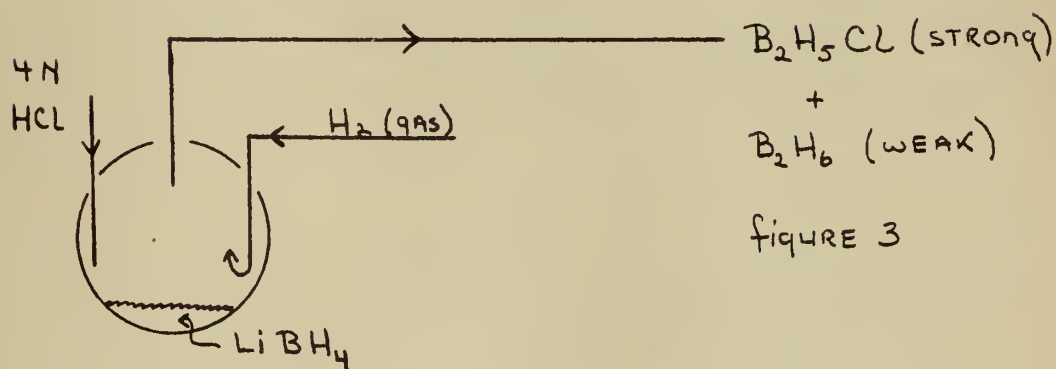 4N
HCL
H₂ (gAs)
B₂H₅CL (STRONg)
+
B₂H₆ (WEAK)
figURE 3
LiBH₄